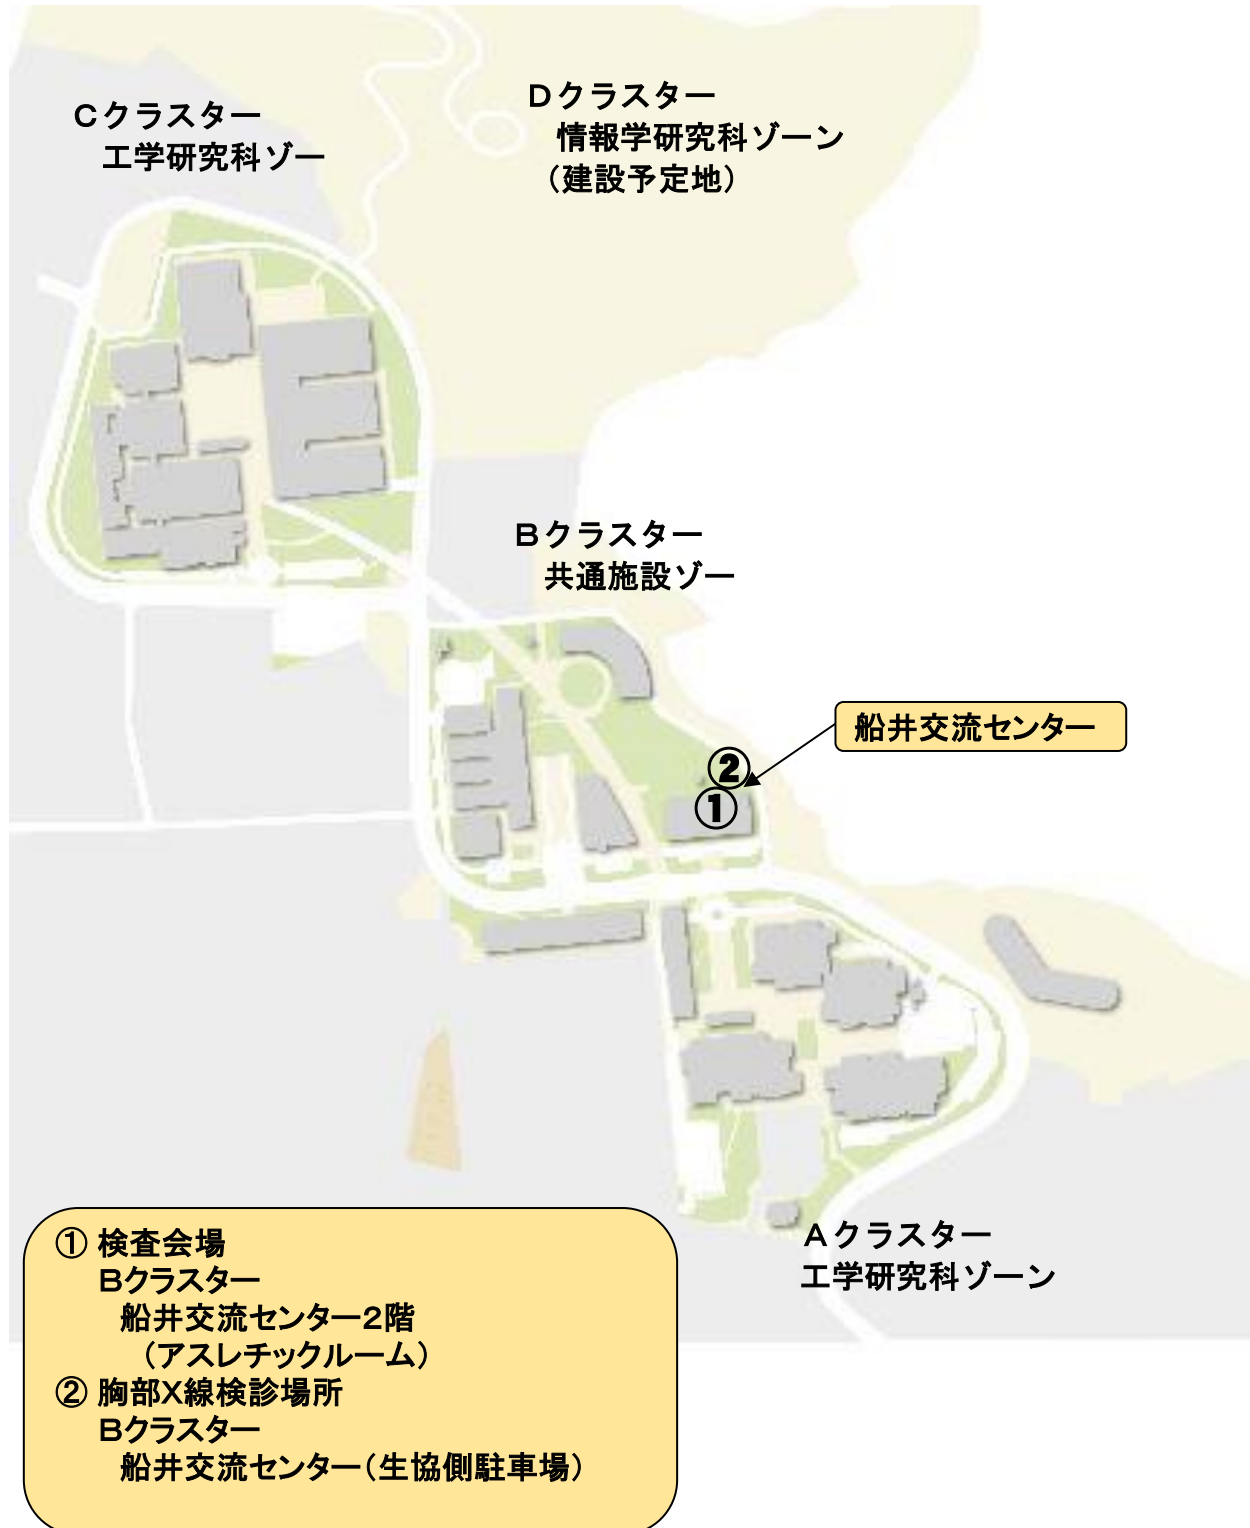 Cクラスター
工学研究科ゾー
Dクラスター
情報学研究科ゾーン
（建設予定地）
Bクラスター
共通施設ゾー
船井交流センター
②
①
Aクラスター
工学研究科ゾーン
① 検査会場
Bクラスター
船井交流センター2階
（アスレチックルーム）
② 胸部X線検診場所
Bクラスター
船井交流センター（生協側駐車場）